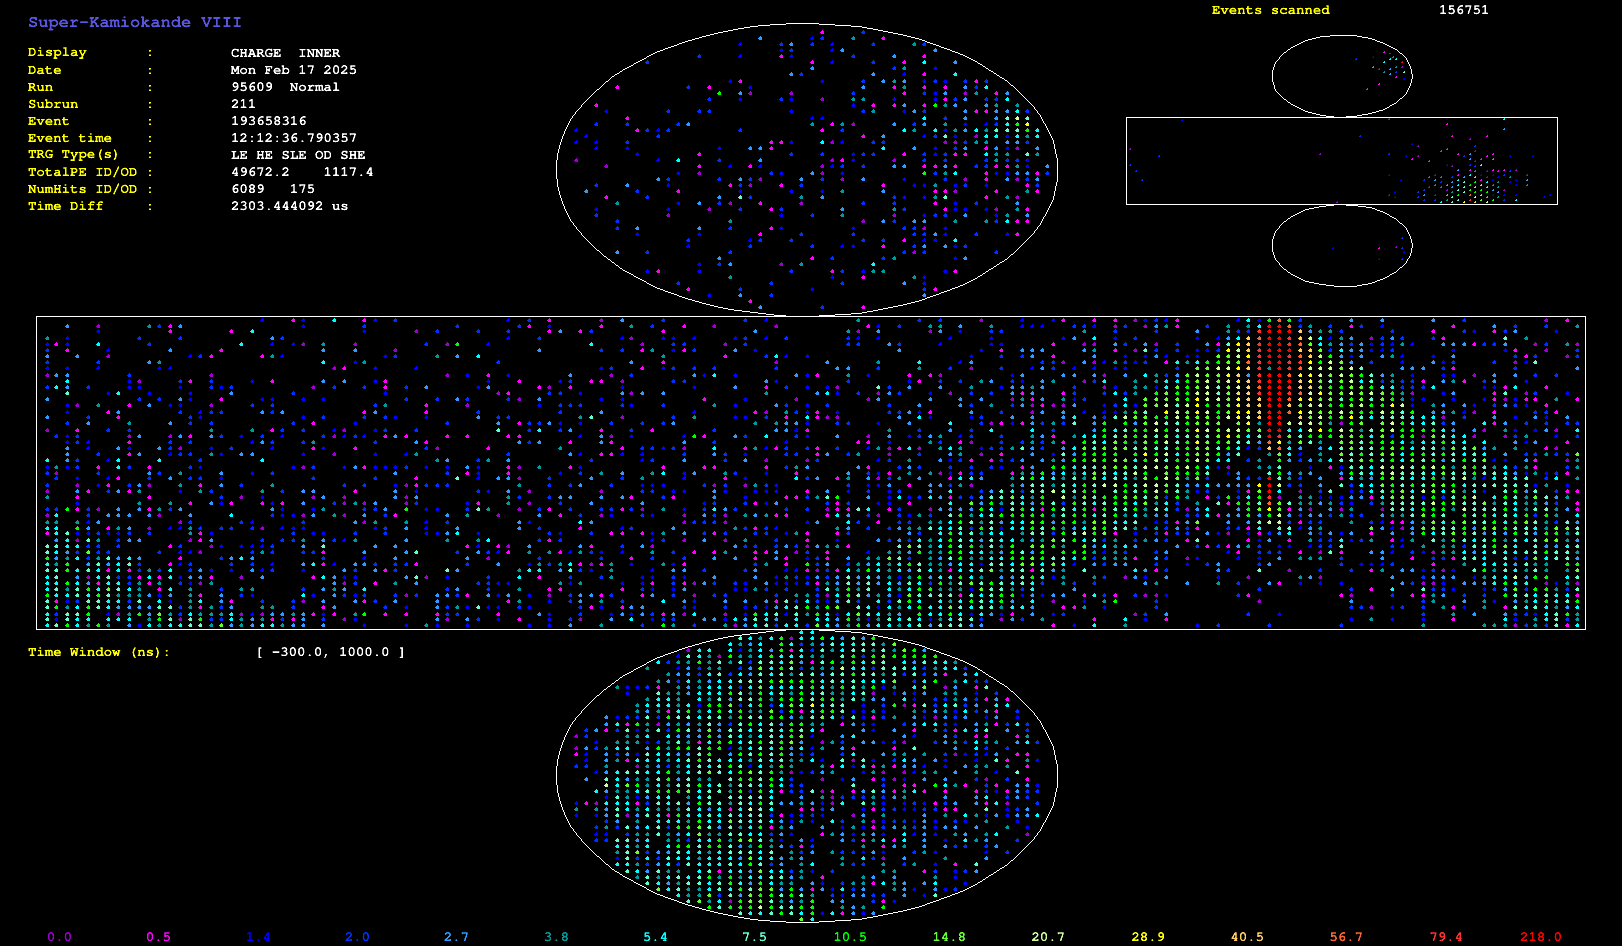 Super-Kamiokande VIII
Events scanned 156751
Display : CHARGE INNER
Date : Mon Feb 17 2025
Run : 95609 Normal
Subrun : 211
Event : 193658316
Event time : 12:12:36.790357
TRG Type(s) : LE HE SLE OD SHE
TotalPE ID/OD : 49672.2 1117.4
NumHits ID/OD : 6089 175
Time Diff : 2303.444092 us
Time Window (ns): [ -300.0, 1000.0 ]
0.0 0.5 1.4 2.0 2.7 3.8 5.4 7.5 10.5 14.8 20.7 28.9 40.5 56.7 79.4 218.0